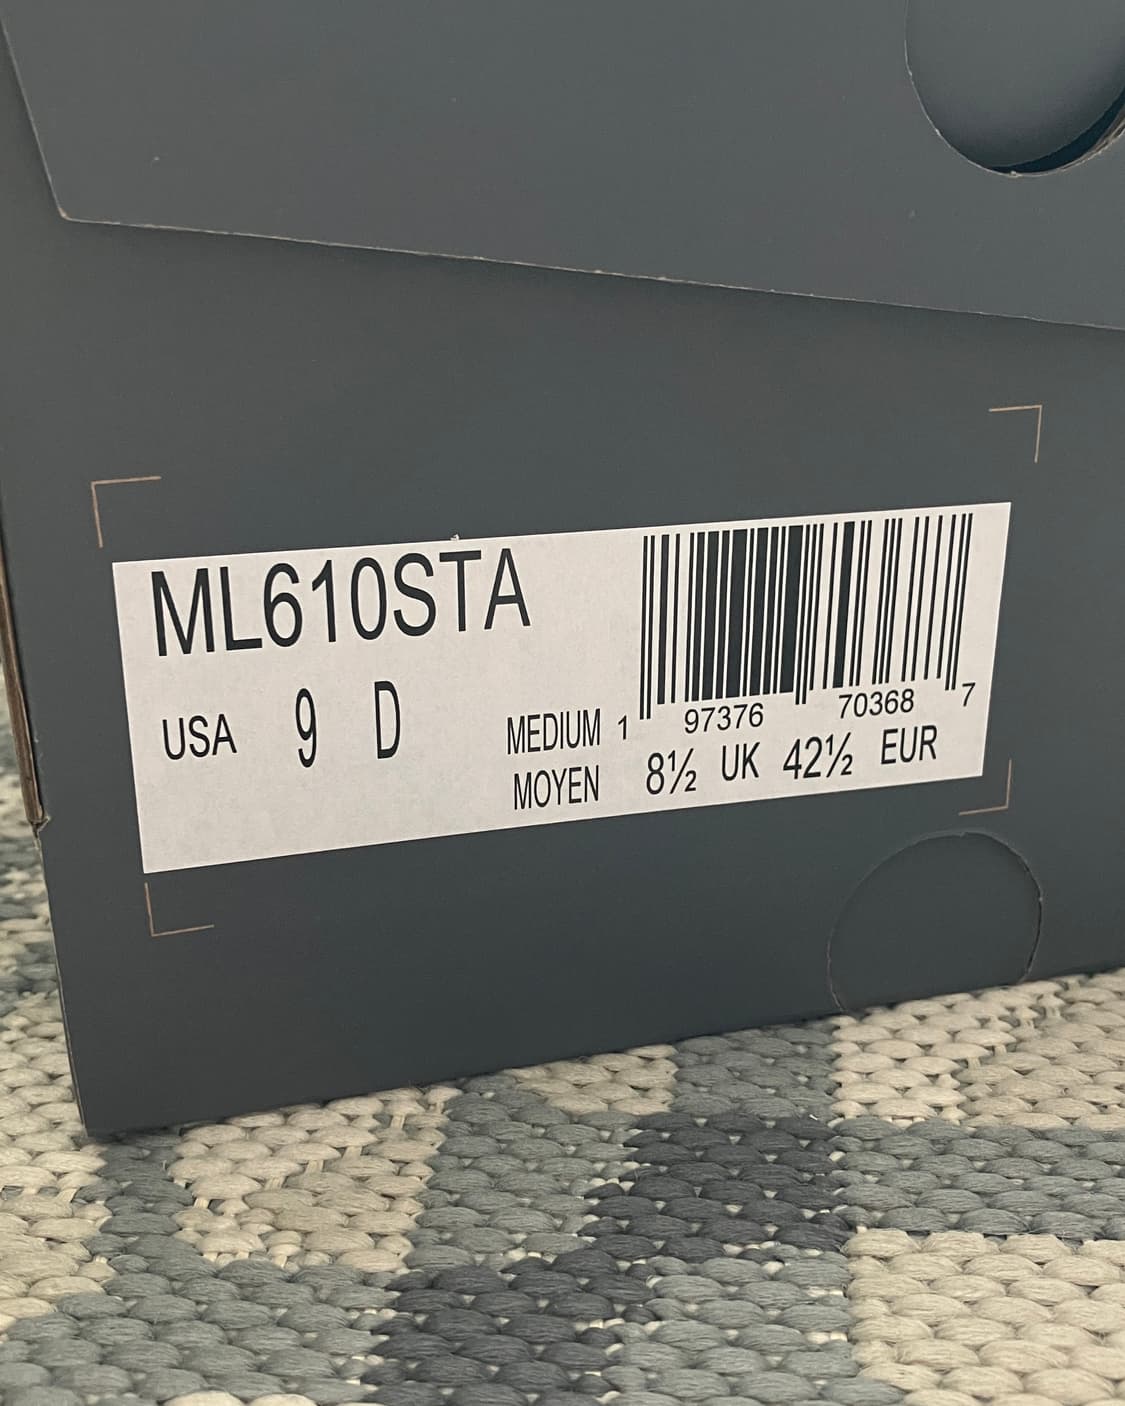 ML610STA
USA 9 D
MEDIUM
MOYEN
1 97376 70368 7
8½ UK 42½ EUR